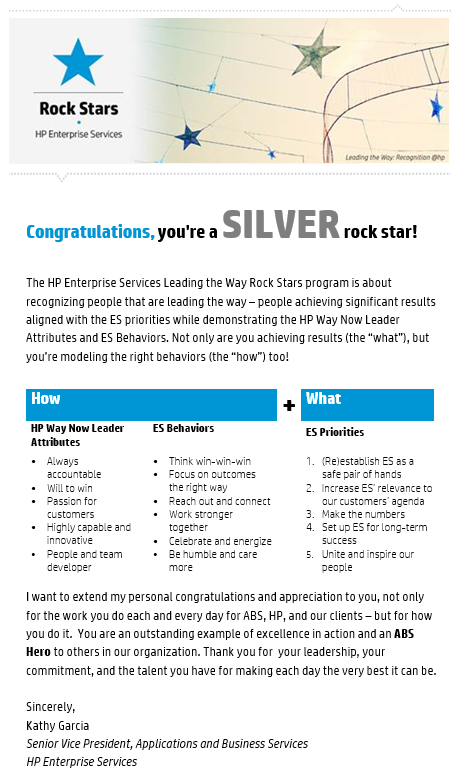 Rock Stars
HP Enterprise Services
Leading the Way: Recognition @hp
Congratulations, you're a SILVER rock star!
The HP Enterprise Services Leading the Way Rock Stars program is about
recognizing people that are leading the way – people achieving significant results
aligned with the ES priorities while demonstrating the HP Way Now Leader
Attributes and ES Behaviors. Not only are you achieving results (the “what”), but
you’re modeling the right behaviors (the “how”) too!
How
HP Way Now Leader
Attributes
• Always
accountable
• Will to win
• Passion for
customers
• Highly capable and
innovative
• People and team
developer
ES Behaviors
• Think win-win-win
• Focus on outcomes
the right way
• Reach out and connect
• Work stronger
together
• Celebrate and energize
• Be humble and care
more
+
What
ES Priorities
1. (Re)establish ES as a
safe pair of hands
2. Increase ES’ relevance to
our customers’ agenda
3. Make the numbers
4. Set up ES for long-term
success
5. Unite and inspire our
people
I want to extend my personal congratulations and appreciation to you, not only
for the work you do each and every day for ABS, HP, and our clients – but for how
you do it. You are an outstanding example of excellence in action and an ABS
Hero to others in our organization. Thank you for your leadership, your
commitment, and the talent you have for making each day the very best it can be.
Sincerely,
Kathy Garcia
Senior Vice President, Applications and Business Services
HP Enterprise Services